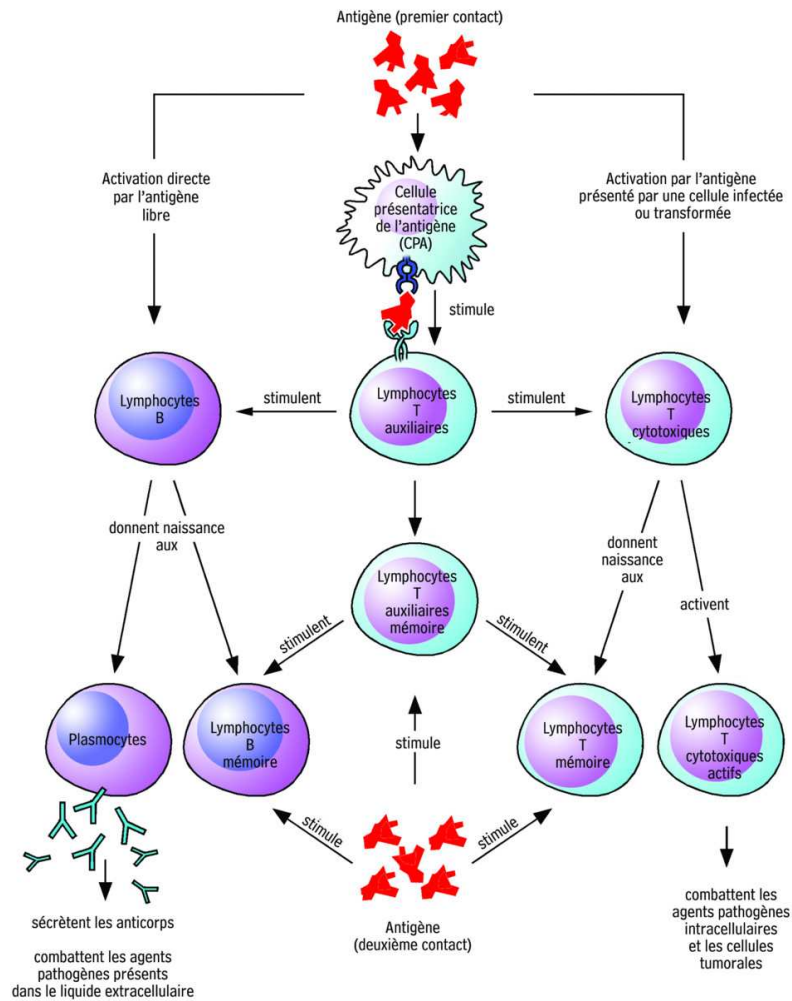 Antigène (premier contact)
Activation directe
par l'antigène
libre
Cellule
présentatrice
de l'antigène
(CPA)
Activation par l'antigène
présenté par une cellule infectée
ou transformée
stimule
Lymphocytes
B
stimulent
Lymphocytes
T
auxiliaires
stimulent
Lymphocytes
T
cytotoxiques
donnent naissance
aux
Lymphocytes
T
auxiliaires
mémoire
donnent
naissance
aux
activent
stimulent
stimulent
Plasmocytes
Lymphocytes
B
mémoire
stimule
Lymphocytes
T
mémoire
Lymphocytes
T
cytotoxiques
actifs
stimule
stimule
Antigène
(deuxième contact)
sécrètent les anticorps
combattent les agents
pathogènes présents
dans le liquide extracellulaire
combattent les
agents pathogènes
intracellulaires
et les cellules
tumorales